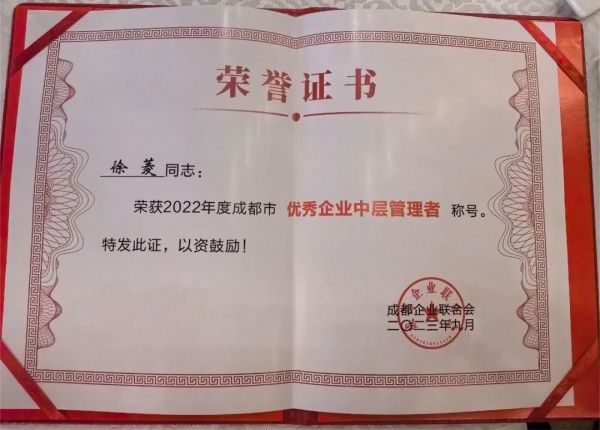 荣誉证书
徐菱同志：
荣获2022年度成都市 优秀企业中层管理者 称号。
特发此证，以资鼓励！
成都企业联合会
二〇二三年九月